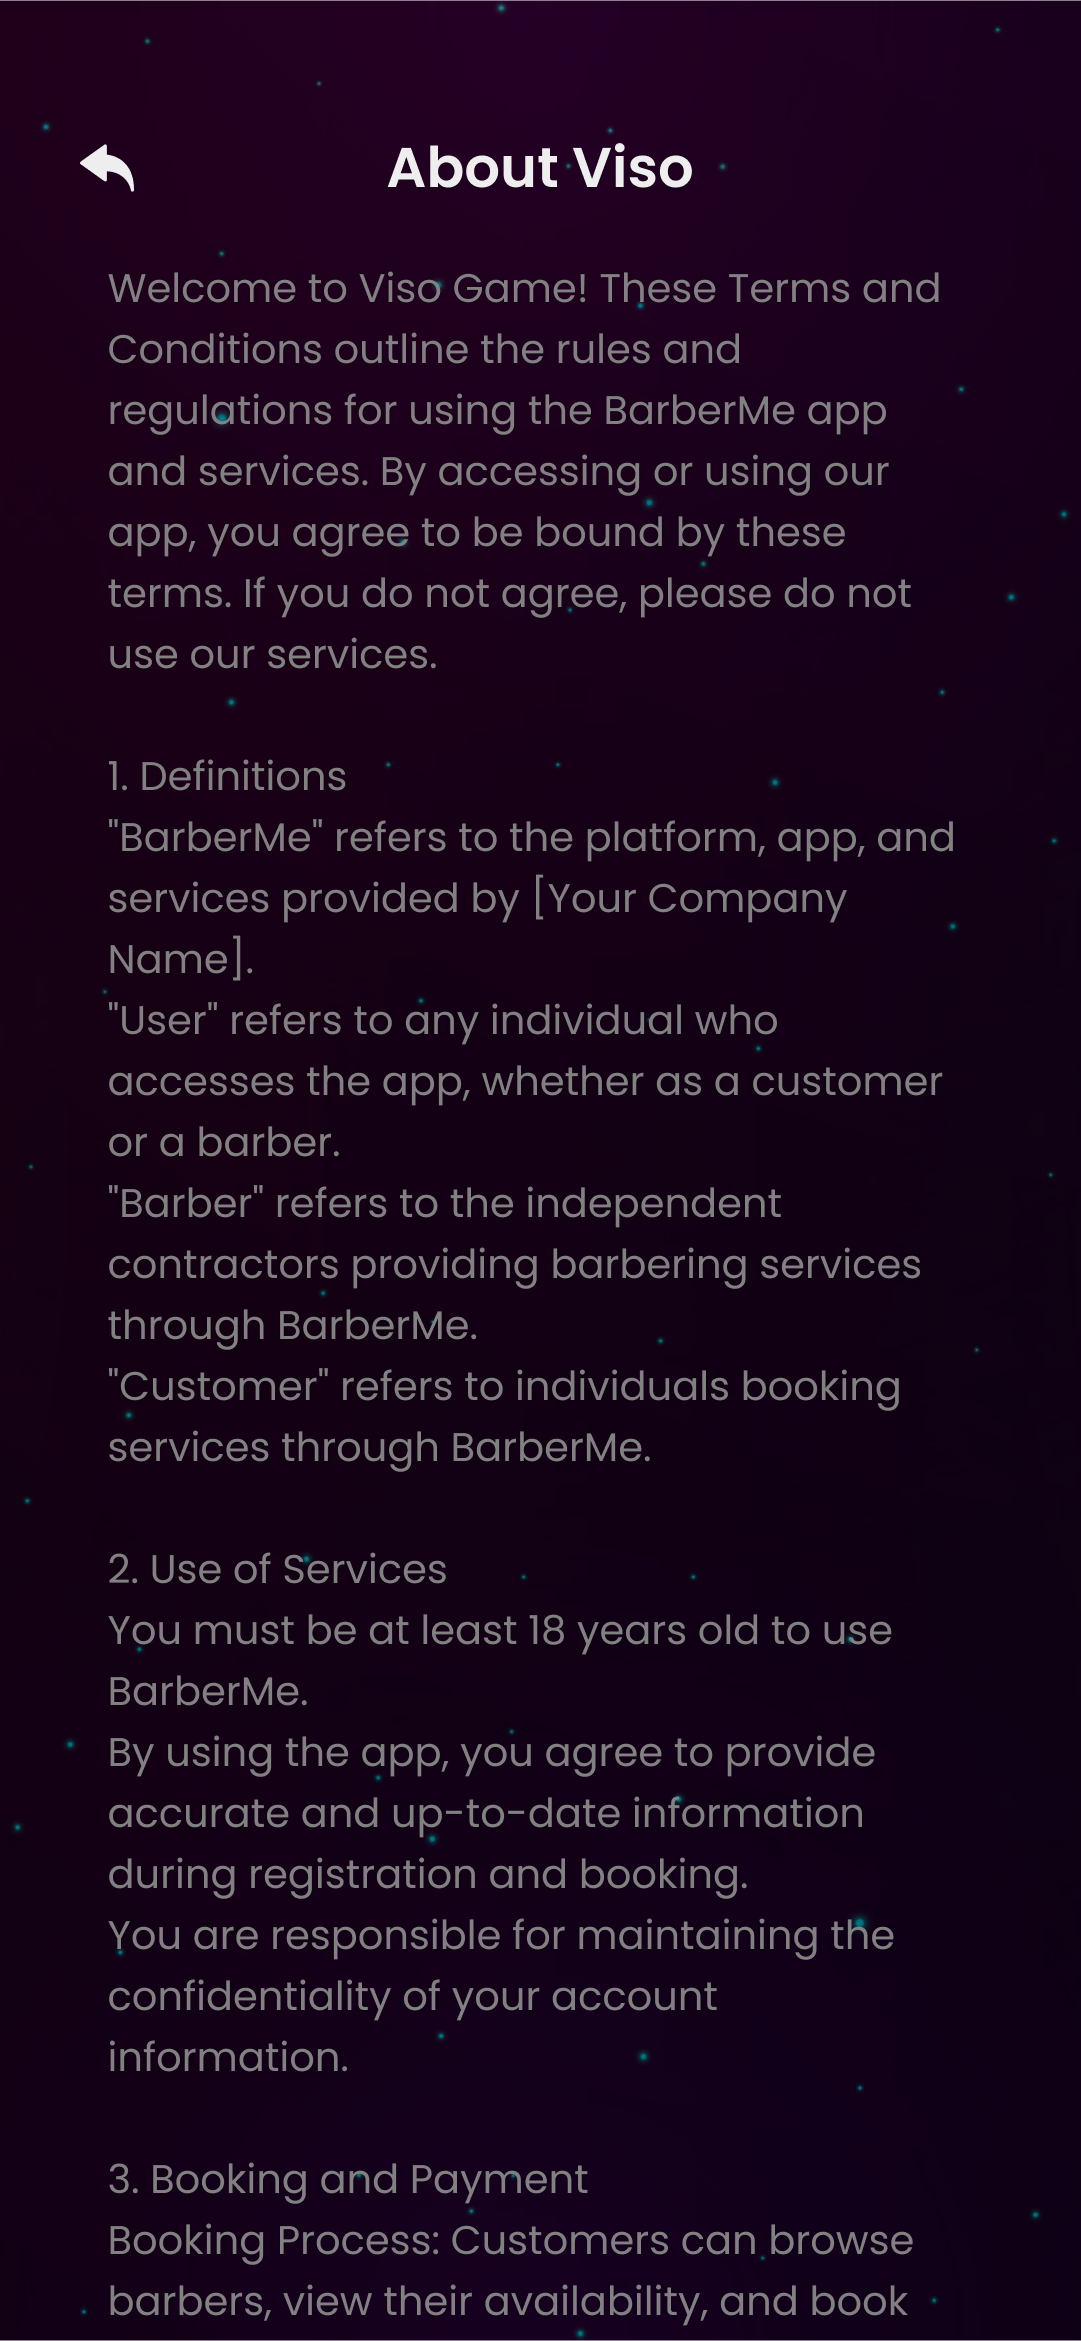 About Viso
Welcome to Viso Game! These Terms and
Conditions outline the rules and
regulations for using the BarberMe app
and services. By accessing or using our
app, you agree to be bound by these
terms. If you do not agree, please do not
use our services.
1. Definitions
"BarberMe" refers to the platform, app, and
services provided by [Your Company
Name].
"User" refers to any individual who
accesses the app, whether as a customer
or a barber.
"Barber" refers to the independent
contractors providing barbering services
through BarberMe.
"Customer" refers to individuals booking
services through BarberMe.
2. Use of Services
You must be at least 18 years old to use
BarberMe.
By using the app, you agree to provide
accurate and up-to-date information
during registration and booking.
You are responsible for maintaining the
confidentiality of your account
information.
3. Booking and Payment
Booking Process: Customers can browse
barbers, view their availability, and book